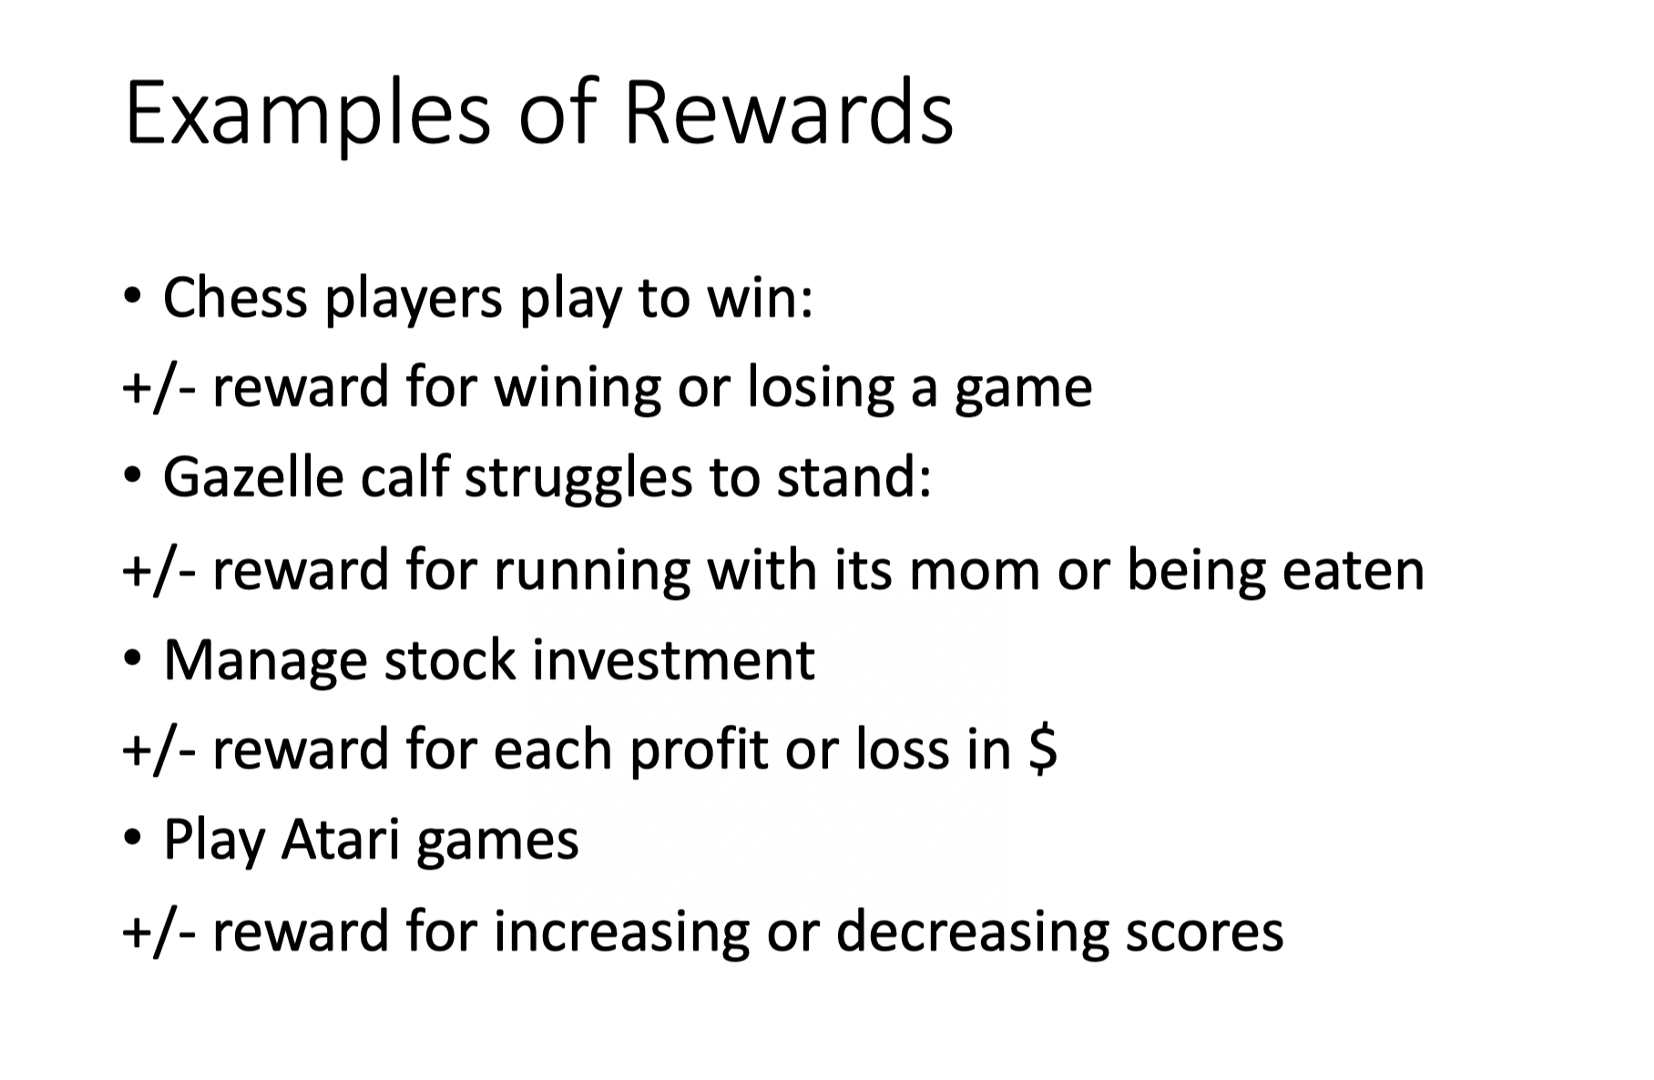 Examples of Rewards
• Chess players play to win:
+/- reward for wining or losing a game
• Gazelle calf struggles to stand:
+/- reward for running with its mom or being eaten
• Manage stock investment
+/- reward for each profit or loss in $
• Play Atari games
+/- reward for increasing or decreasing scores